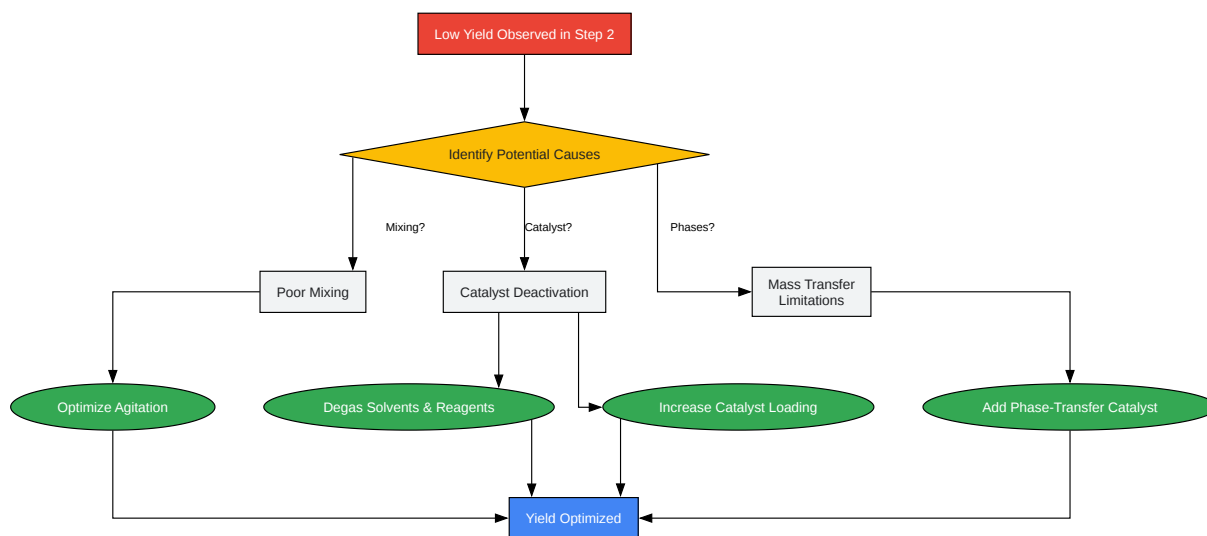 Low Yield Observed in Step 2
Identify Potential Causes
Mixing?
Catalyst?
Phases?
Poor Mixing
Catalyst Deactivation
Mass Transfer
Limitations
Optimize Agitation
Degas Solvents & Reagents
Increase Catalyst Loading
Add Phase-Transfer Catalyst
Yield Optimized